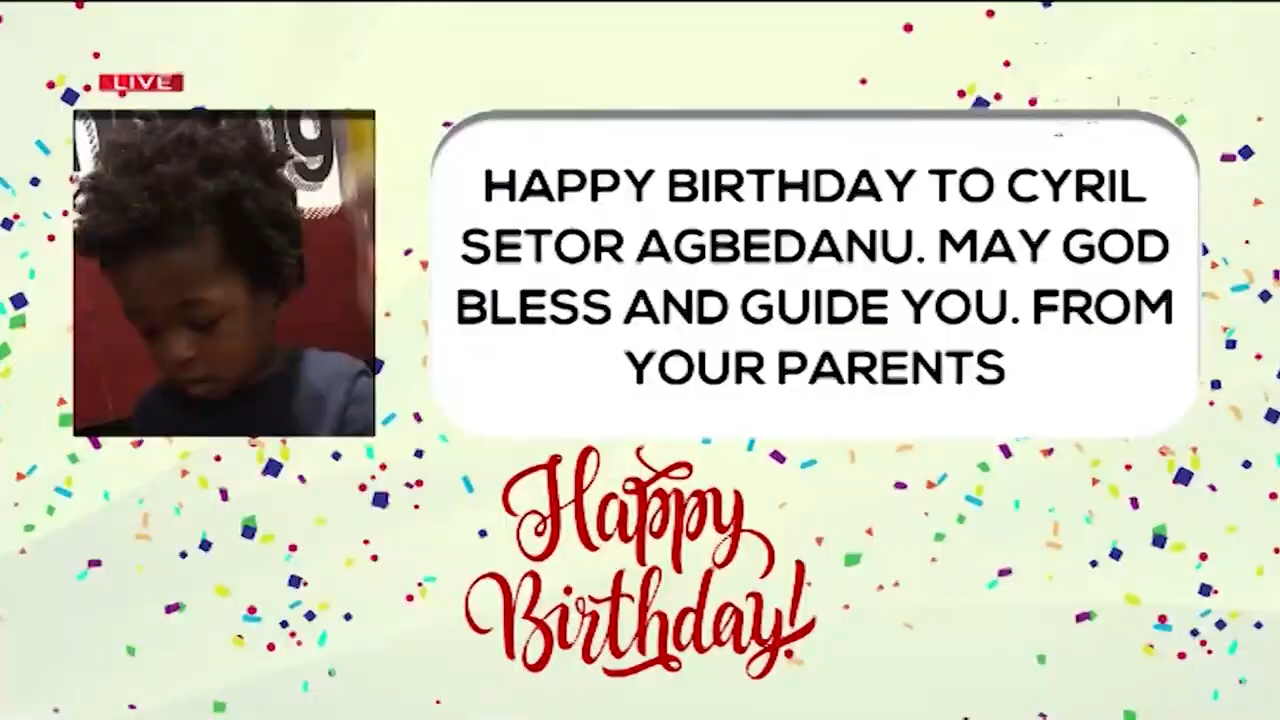 LIVE
HAPPY BIRTHDAY TO CYRIL
SETOR AGBEDANU. MAY GOD
BLESS AND GUIDE YOU. FROM
YOUR PARENTS
Happy
Birthday!